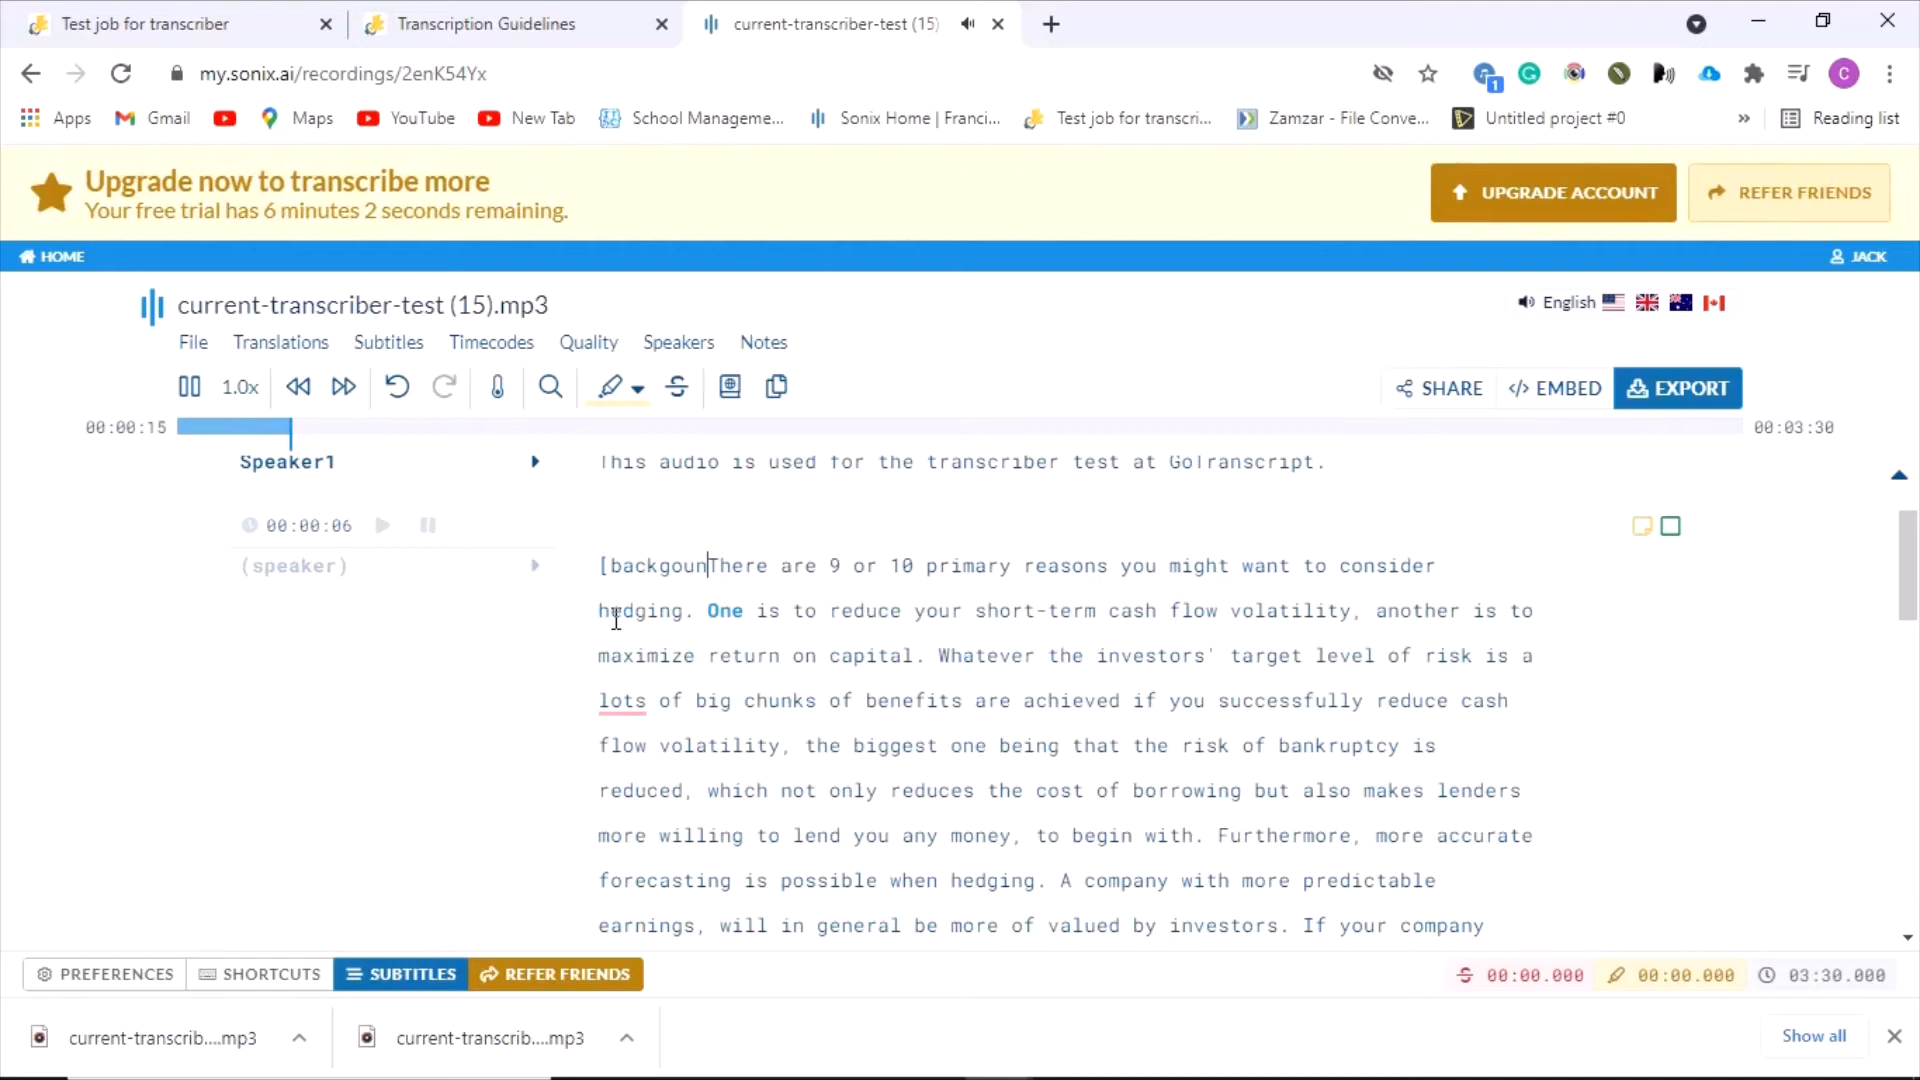 Test job for transcriber
Transcription Guidelines
current-transcriber-test (15)
my.sonix.ai/recordings/2enK54Yx
1
C
Apps
Gmail
Maps
YouTube
New Tab
School Manageme...
Sonix Home | Franci...
Test job for transcri...
Zamzar - File Conve...
Untitled project #0
»
Reading list
Upgrade now to transcribe more
Your free trial has 6 minutes 2 seconds remaining.
UPGRADE ACCOUNT
REFER FRIENDS
HOME
JACK
current-transcriber-test (15).mp3
English
File Translations Subtitles Timecodes Quality Speakers Notes
1.0x
SHARE
</> EMBED
EXPORT
00:00:15
00:03:30
Speaker1
This audio is used for the transcriber test at GoTranscript.
00:00:06
(speaker)
[backgounThere are 9 or 10 primary reasons you might want to consider
hedging. One is to reduce your short-term cash flow volatility, another is to
maximize return on capital. Whatever the investors' target level of risk is a
lots of big chunks of benefits are achieved if you successfully reduce cash
flow volatility, the biggest one being that the risk of bankruptcy is
reduced, which not only reduces the cost of borrowing but also makes lenders
more willing to lend you any money, to begin with. Furthermore, more accurate
forecasting is possible when hedging. A company with more predictable
earnings, will in general be more of valued by investors. If your company
PREFERENCES
SHORTCUTS
SUBTITLES
REFER FRIENDS
00:00.000
00:00.000
03:30.000
current-transcrib....mp3
current-transcrib....mp3
Show all